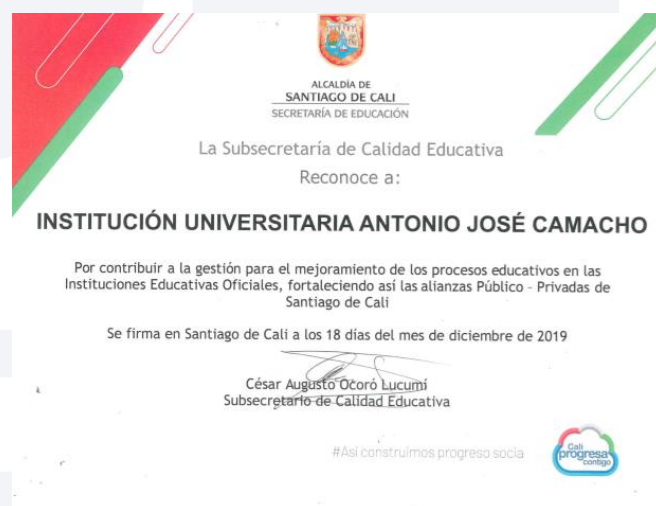 ALCALDÍA DE
SANTIAGO DE CALI
SECRETARÍA DE EDUCACIÓN
La Subsecretaría de Calidad Educativa
Reconoce a:
INSTITUCIÓN UNIVERSITARIA ANTONIO JOSÉ CAMACHO
Por contribuir a la gestión para el mejoramiento de los procesos educativos en las
Instituciones Educativas Oficiales, fortaleciendo así las alianzas Público - Privadas de
Santiago de Cali
Se firma en Santiago de Cali a los 18 días del mes de diciembre de 2019
César Augusto Ocoró Lucumí
Subsecretario de Calidad Educativa
#Así construimos progreso socia
Cali
progresa
contigo